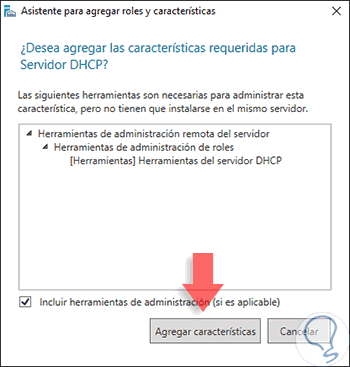 Asistente para agregar roles y características
¿Desea agregar las características requeridas para
Servidor DHCP?
Las siguientes herramientas son necesarias para administrar esta
característica, pero no tienen que instalarse en el mismo servidor.
Herramientas de administración remota del servidor
Herramientas de administración de roles
[Herramientas] Herramientas del servidor DHCP
Incluir herramientas de administración (si es aplicable)
Agregar características
Cancelar